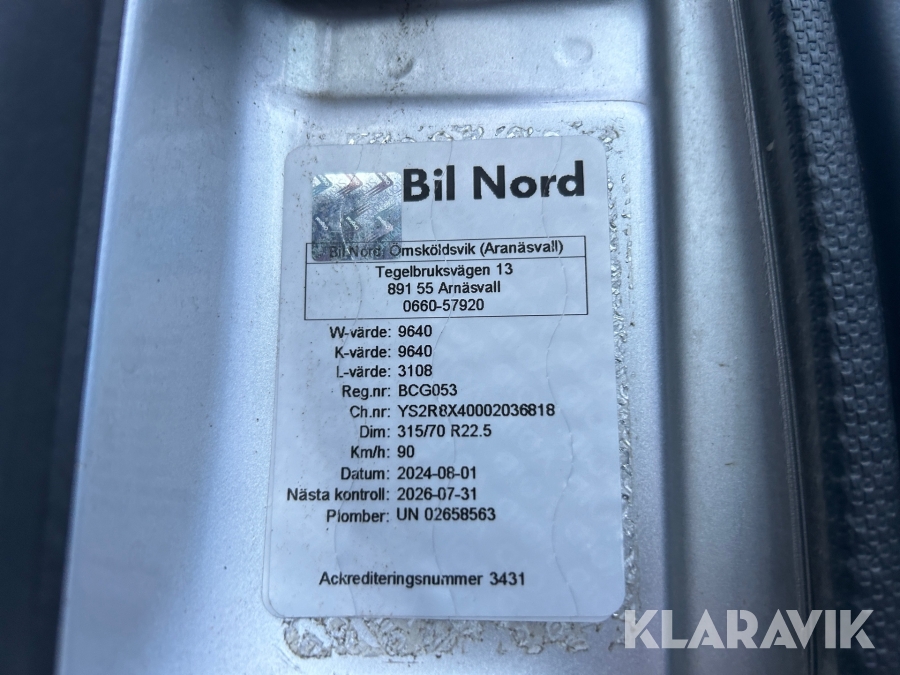 Bil Nord
Bil Nord, Örnsköldsvik (Aranäsvall)
Tegelbruksvägen 13
891 55 Arnäsvall
0660-57920
W-värde: 9640
K-värde: 9640
L-värde: 3108
Reg.nr: BCG053
Ch.nr: YS2R8X40002036818
Dim: 315/70 R22.5
Km/h: 90
Datum: 2024-08-01
Nästa kontroll: 2026-07-31
Plomber: UN 02658563
Ackrediteringsnummer 3431
KLARAVIK